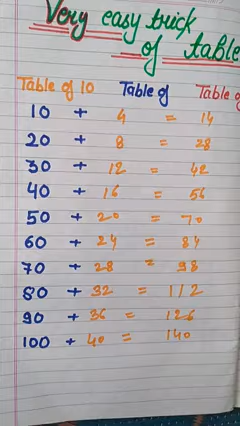 Very easy trick
of table
Table of 10 Table of Table of
10 + 4 = 14
20 + 8 = 28
30 + 12 = 42
40 + 16 = 56
50 + 20 = 70
60 + 24 = 84
70 + 28 = 98
80 + 32 = 112
90 + 36 = 126
100 + 40 = 140